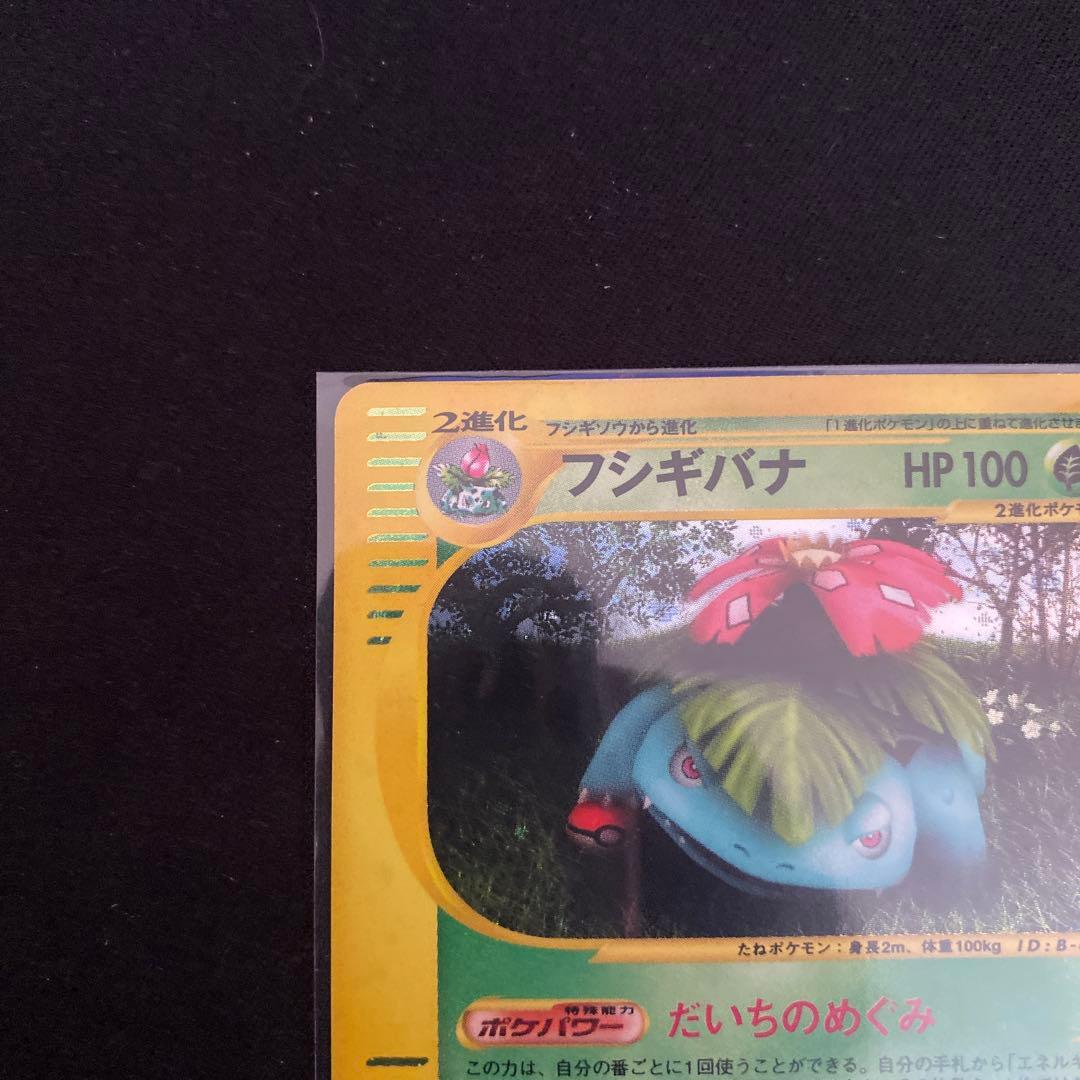 2進化
フシギソウから進化
「1進化ポケモン」の上に重ねて進化させ
フシギバナ HP100
2進化ポケモ
たねポケモン：身長2m、体重100kg ID：B-
特殊能力
ポケパワー だいちのめぐみ
この力は、自分の番ごとに1回使うことができる。自分の手札から「エネルギ